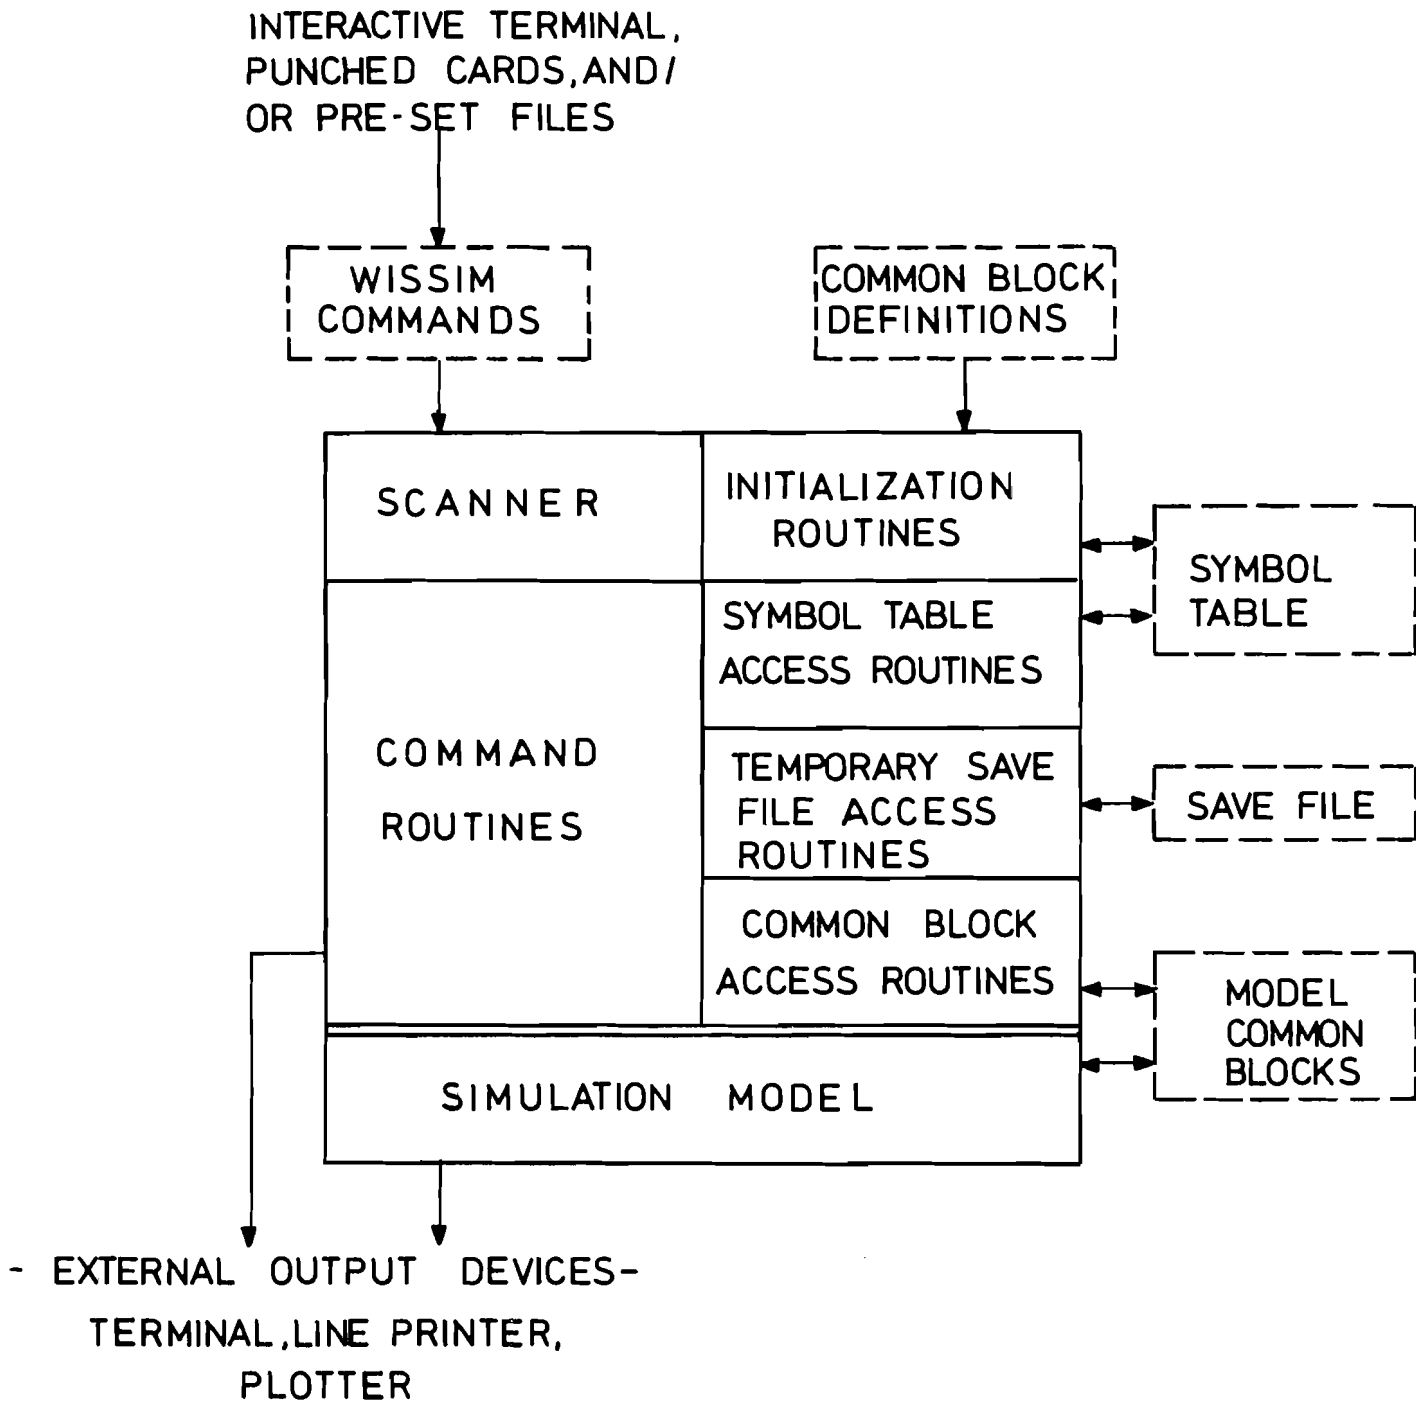 INTERACTIVE TERMINAL,
PUNCHED CARDS, AND/
OR PRE-SET FILES
WISSIM
COMMANDS
COMMON BLOCK
DEFINITIONS
SCANNER
INITIALIZATION
ROUTINES
SYMBOL
TABLE
SYMBOL TABLE
ACCESS ROUTINES
COMMAND
ROUTINES
TEMPORARY SAVE
FILE ACCESS
ROUTINES
SAVE FILE
COMMON BLOCK
ACCESS ROUTINES
MODEL
COMMON
BLOCKS
SIMULATION MODEL
- EXTERNAL OUTPUT DEVICES-
TERMINAL, LINE PRINTER,
PLOTTER